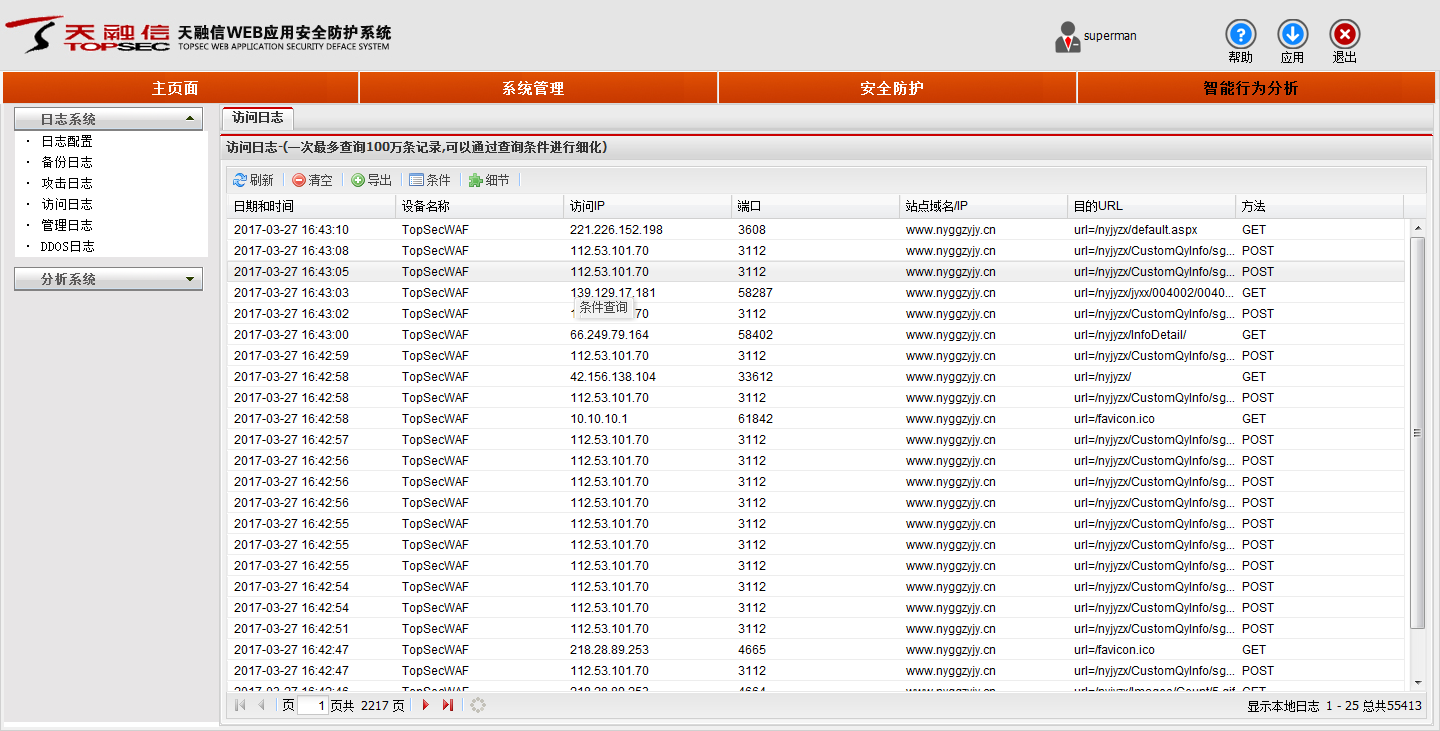 天融信 天融信WEB应用安全防护系统
TOPSEC TOPSEC WEB APPLICATION SECURITY DEFACE SYSTEM
superman
帮助 应用 退出
主页面 系统管理 安全防护 智能行为分析
日志系统
日志配置
备份日志
攻击日志
访问日志
管理日志
DDOS日志
分析系统
访问日志
访问日志-(一次最多查询100万条记录,可以通过查询条件进行细化)
刷新 清空 导出 条件 细节
日期和时间 设备名称 访问IP 端口 站点域名/IP 目的URL 方法
2017-03-27 16:43:10 TopSecWAF 221.226.152.198 3608 www.nyggzyjy.cn url=/nyjyzx/default.aspx GET
2017-03-27 16:43:08 TopSecWAF 112.53.101.70 3112 www.nyggzyjy.cn url=/nyjyzx/CustomQyInfo/sg... POST
2017-03-27 16:43:05 TopSecWAF 112.53.101.70 3112 www.nyggzyjy.cn url=/nyjyzx/CustomQyInfo/sg... POST
2017-03-27 16:43:03 TopSecWAF 139.129.17.181 58287 www.nyggzyjy.cn url=/nyjyzx/jyxx/004002/0040... GET
条件查询
2017-03-27 16:43:02 TopSecWAF 70 3112 www.nyggzyjy.cn url=/nyjyzx/CustomQyInfo/sg... POST
2017-03-27 16:43:00 TopSecWAF 66.249.79.164 58402 www.nyggzyjy.cn url=/nyjyzx/InfoDetail/ GET
2017-03-27 16:42:59 TopSecWAF 112.53.101.70 3112 www.nyggzyjy.cn url=/nyjyzx/CustomQyInfo/sg... POST
2017-03-27 16:42:58 TopSecWAF 42.156.138.104 33612 www.nyggzyjy.cn url=/nyjyzx/ GET
2017-03-27 16:42:58 TopSecWAF 112.53.101.70 3112 www.nyggzyjy.cn url=/nyjyzx/CustomQyInfo/sg... POST
2017-03-27 16:42:58 TopSecWAF 10.10.10.1 61842 www.nyggzyjy.cn url=/favicon.ico GET
2017-03-27 16:42:57 TopSecWAF 112.53.101.70 3112 www.nyggzyjy.cn url=/nyjyzx/CustomQyInfo/sg... POST
2017-03-27 16:42:56 TopSecWAF 112.53.101.70 3112 www.nyggzyjy.cn url=/nyjyzx/CustomQyInfo/sg... POST
2017-03-27 16:42:56 TopSecWAF 112.53.101.70 3112 www.nyggzyjy.cn url=/nyjyzx/CustomQyInfo/sg... POST
2017-03-27 16:42:56 TopSecWAF 112.53.101.70 3112 www.nyggzyjy.cn url=/nyjyzx/CustomQyInfo/sg... POST
2017-03-27 16:42:55 TopSecWAF 112.53.101.70 3112 www.nyggzyjy.cn url=/nyjyzx/CustomQyInfo/sg... POST
2017-03-27 16:42:55 TopSecWAF 112.53.101.70 3112 www.nyggzyjy.cn url=/nyjyzx/CustomQyInfo/sg... POST
2017-03-27 16:42:55 TopSecWAF 112.53.101.70 3112 www.nyggzyjy.cn url=/nyjyzx/CustomQyInfo/sg... POST
2017-03-27 16:42:54 TopSecWAF 112.53.101.70 3112 www.nyggzyjy.cn url=/nyjyzx/CustomQyInfo/sg... POST
2017-03-27 16:42:54 TopSecWAF 112.53.101.70 3112 www.nyggzyjy.cn url=/nyjyzx/CustomQyInfo/sg... POST
2017-03-27 16:42:51 TopSecWAF 112.53.101.70 3112 www.nyggzyjy.cn url=/nyjyzx/CustomQyInfo/sg... POST
2017-03-27 16:42:47 TopSecWAF 218.28.89.253 4665 www.nyggzyjy.cn url=/favicon.ico GET
2017-03-27 16:42:47 TopSecWAF 112.53.101.70 3112 www.nyggzyjy.cn url=/nyjyzx/CustomQyInfo/sg... POST
2017-03-27 16:42:46 TopSecWAF 218.28.89.253 4664 www.nyggzyjy.cn url=/nyjyzx/Images/Count/5.gif GET
页 1 页共 2217 页 显示本地日志 1 - 25 总共55413